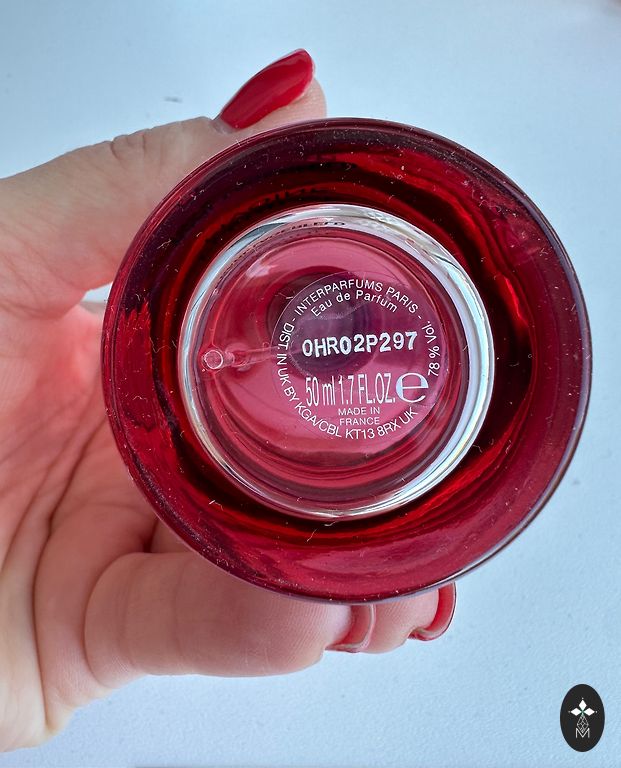 - INTERPARFUMS PARIS -
Eau de Parfum
78 % Vol.
0HR02P297
50 ml 1.7 FL.OZ. e
MADE IN
FRANCE
DIST IN UK BY KGA/CBL KT13 8RX UK
M